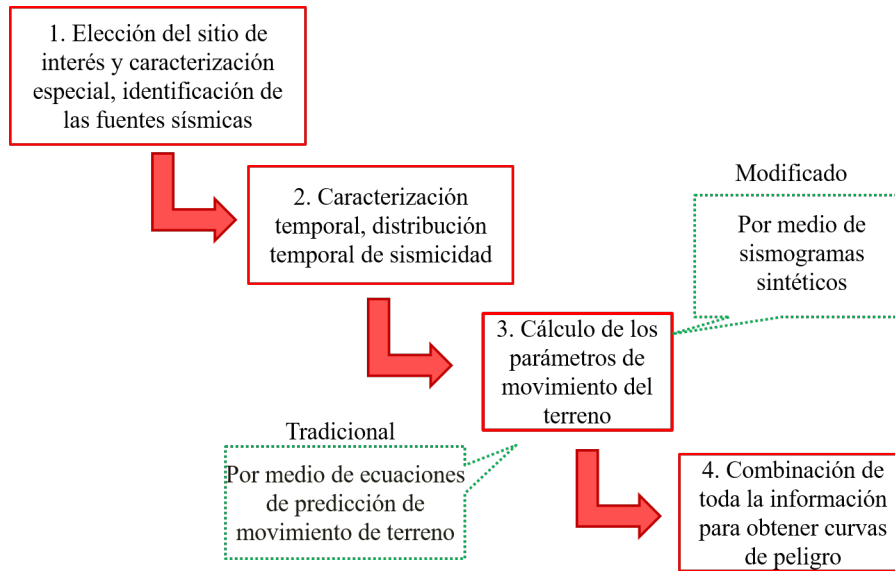 1. Elección del sitio de
interés y caracterización
especial, identificación de
las fuentes sísmicas
2. Caracterización
temporal, distribución
temporal de sismicidad
Modificado
Por medio de
sismogramas
sintéticos
3. Cálculo de los
parámetros de
movimiento del
terreno
Tradicional
Por medio de ecuaciones
de predicción de
movimiento de terreno
4. Combinación de
toda la información
para obtener curvas
de peligro